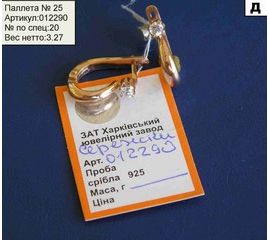 Паллета № 25
Артикул:012290
№ по спец:20
Вес нетто:3.27
Д
ЗАТ Харківський
ювелірний завод
сережки
Арт. 012290
Проба
срібла 925
Маса, г
Ціна